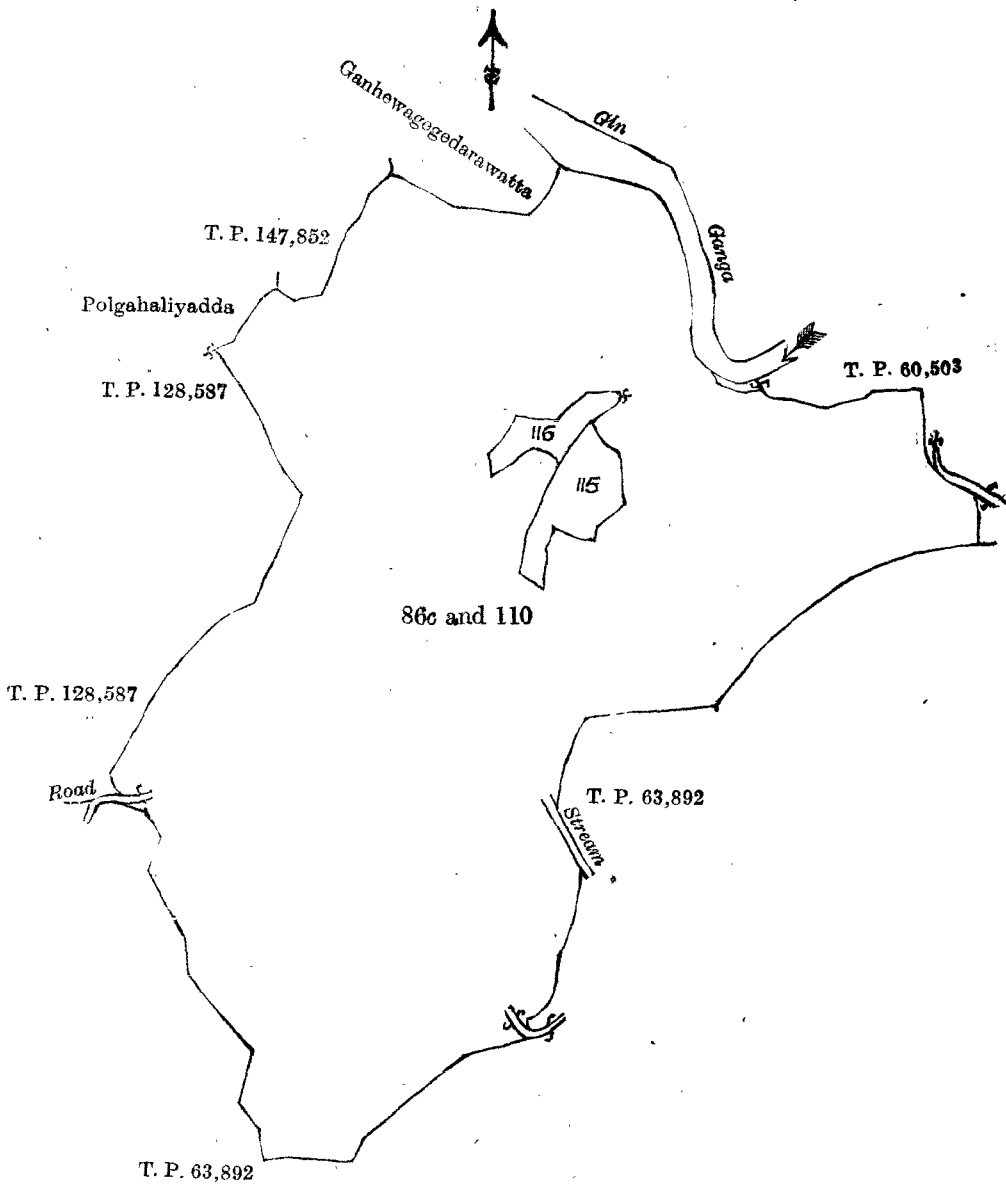 Ganhewagegedarawatta
Gin
Ganga
T. P. 147,852
Polgahaliyadda
T. P. 128,587
T. P. 60,503
116
115
86c and 110
T. P. 128,587
Road
T. P. 63,892
Stream
T. P. 63,892